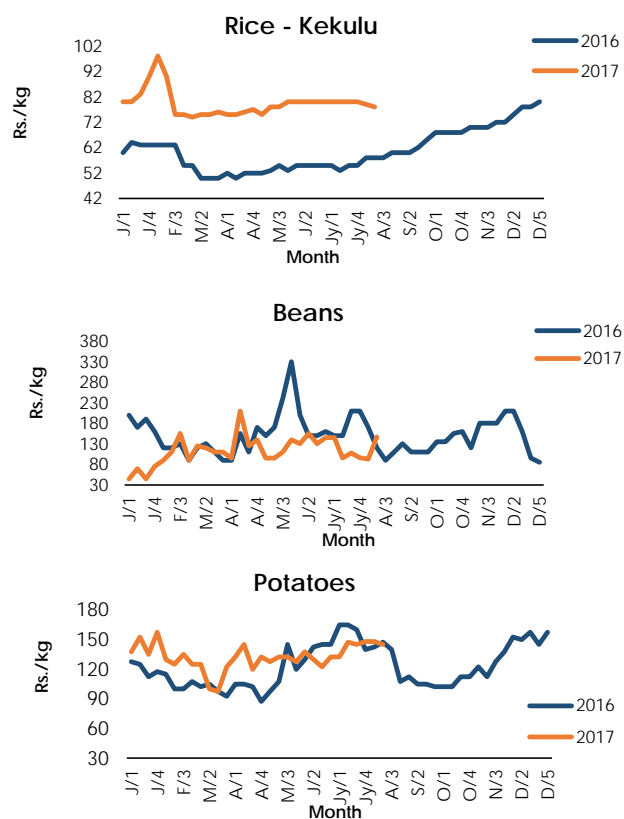 Rice - Kekulu
2016
2017
Rs./kg
102
92
82
72
62
52
42
J/1 J/4 F/3 M/2 A/1 A/4 M/3 J/2 Jy/1 Jy/4 A/3 S/2 O/1 O/4 N/3 D/2 D/5
Month
Beans
2016
2017
Rs./kg
380
330
280
230
180
130
80
30
J/1 J/4 F/3 M/2 A/1 A/4 M/3 J/2 Jy/1 Jy/4 A/3 S/2 O/1 O/4 N/3 D/2 D/5
Month
Potatoes
Rs./kg
180
150
120
90
60
30
2016
2017
J/1 J/4 F/3 M/2 A/1 A/4 M/3 J/2 Jy/1 Jy/4 A/3 S/2 O/1 O/4 N/3 D/2 D/5
Month